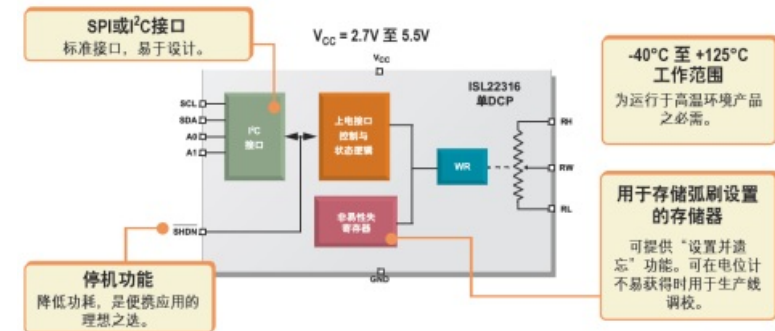 SPI或I²C接口
标准接口，易于设计。
V_CC = 2.7V 至 5.5V
V_CC
-40°C 至 +125°C
工作范围
为运行于高温环境产品
之必需。
ISL22316
单DCP
SCL
SDA
A0
A1
I²C
接口
上电接口
控制与
状态逻辑
WR
RH
RW
RL
非易性失
寄存器
SHDN
GND
停机功能
降低功耗，是便携应用的
理想之选。
用于存储弧刷设置
的存储器
可提供“设置并遗
忘”功能。可在电位计
不易获得时用于生产线
调校。